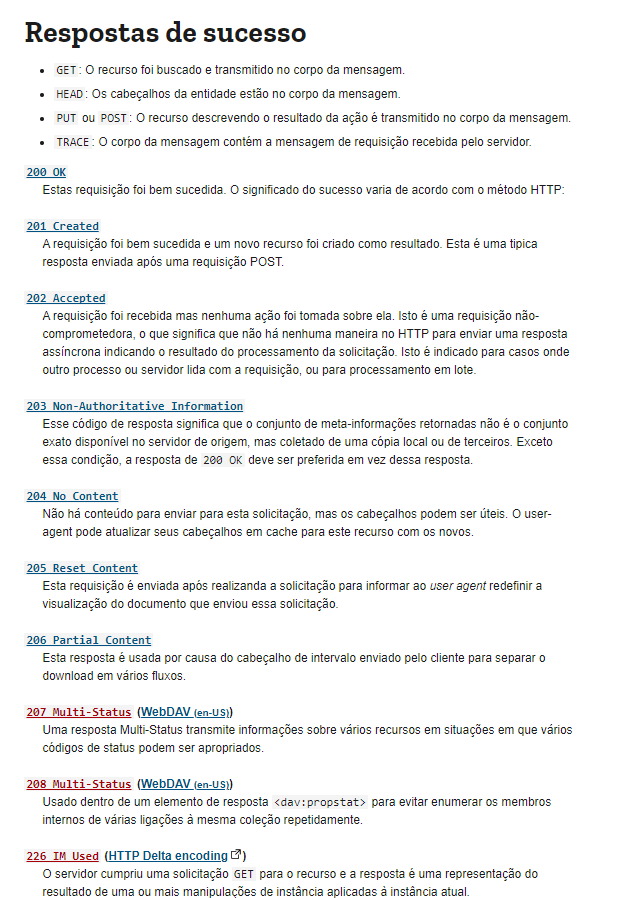 Respostas de sucesso
• GET: O recurso foi buscado e transmitido no corpo da mensagem.
• HEAD: Os cabeçalhos da entidade estão no corpo da mensagem.
• PUT ou POST: O recurso descrevendo o resultado da ação é transmitido no corpo da mensagem.
• TRACE: O corpo da mensagem contém a mensagem de requisição recebida pelo servidor.
200 OK
Estas requisição foi bem sucedida. O significado do sucesso varia de acordo com o método HTTP:
201 Created
A requisição foi bem sucedida e um novo recurso foi criado como resultado. Esta é uma tipica
resposta enviada após uma requisição POST.
202 Accepted
A requisição foi recebida mas nenhuma ação foi tomada sobre ela. Isto é uma requisição não-
comprometedora, o que significa que não há nenhuma maneira no HTTP para enviar uma resposta
assíncrona indicando o resultado do processamento da solicitação. Isto é indicado para casos onde
outro processo ou servidor lida com a requisição, ou para processamento em lote.
203 Non-Authoritative Information
Esse código de resposta significa que o conjunto de meta-informações retornadas não é o conjunto
exato disponível no servidor de origem, mas coletado de uma cópia local ou de terceiros. Exceto
essa condição, a resposta de 200 OK deve ser preferida em vez dessa resposta.
204 No Content
Não há conteúdo para enviar para esta solicitação, mas os cabeçalhos podem ser úteis. O user-
agent pode atualizar seus cabeçalhos em cache para este recurso com os novos.
205 Reset Content
Esta requisição é enviada após realizanda a solicitação para informar ao user agent redefinir a
visualização do documento que enviou essa solicitação.
206 Partial Content
Esta resposta é usada por causa do cabeçalho de intervalo enviado pelo cliente para separar o
download em vários fluxos.
207 Multi-Status (WebDAV (en-US))
Uma resposta Multi-Status transmite informações sobre vários recursos em situações em que vários
códigos de status podem ser apropriados.
208 Multi-Status (WebDAV (en-US))
Usado dentro de um elemento de resposta <dav:propstat> para evitar enumerar os membros
internos de várias ligações à mesma coleção repetidamente.
226 IM Used (HTTP Delta encoding)
O servidor cumpriu uma solicitação GET para o recurso e a resposta é uma representação do
resultado de uma ou mais manipulações de instância aplicadas à instância atual.